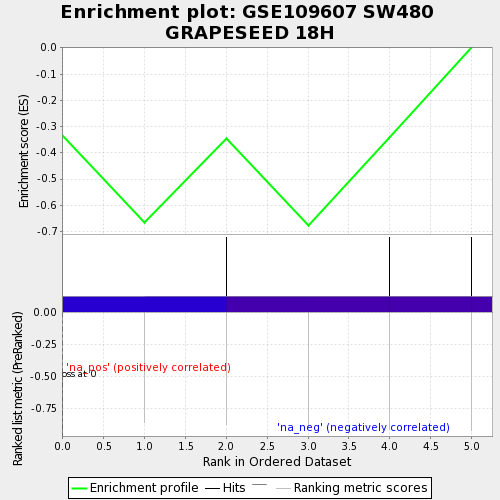 Enrichment plot: GSE109607 SW480
GRAPESEED 18H
Enrichment score (ES)
0.0
-0.1
-0.2
-0.3
-0.4
-0.5
-0.6
-0.7
Ranked list metric (PreRanked)
0.00
-0.25
-0.50
-0.75
'na_pos' (positively correlated)
oss at 0
'na_neg' (negatively correlated)
0.0 0.5 1.0 1.5 2.0 2.5 3.0 3.5 4.0 4.5 5.0
Rank in Ordered Dataset
Enrichment profile Hits Ranking metric scores